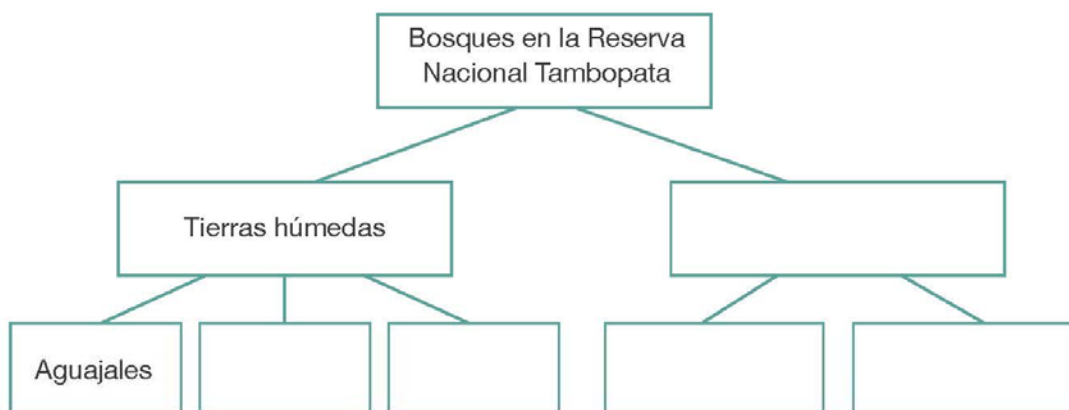 Bosques en la Reserva
Nacional Tambopata
Tierras húmedas
Aguajales